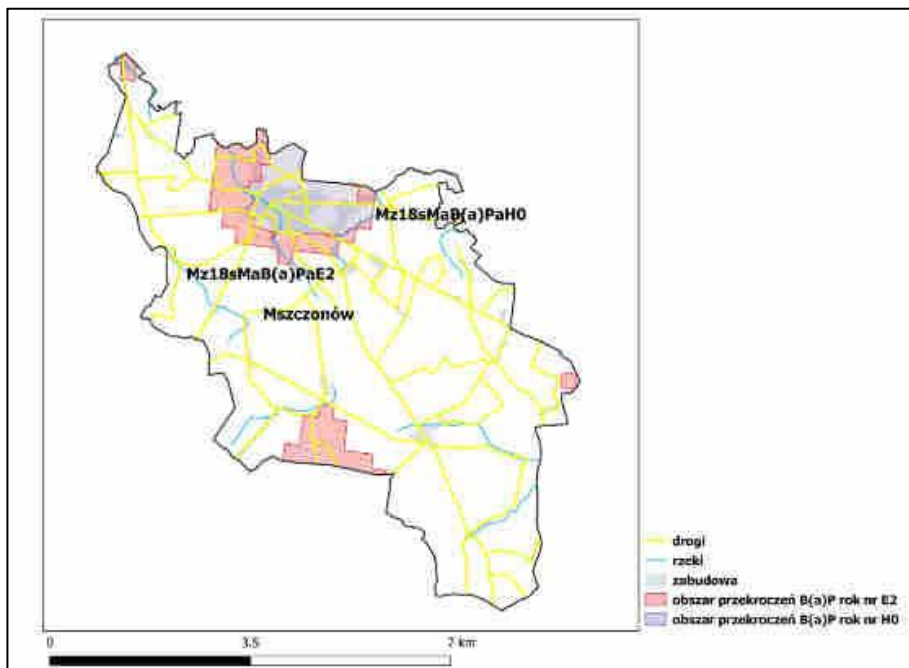 Mz18sMaB(a)PaH0
Mz18sMaB(a)PaE2
Mszczonów
drogi
rzeki
zabudowa
obszar przekroczeń B(a)P rok nr E2
obszar przekroczeń B(a)P rok nr H0
0 3.5 7 km